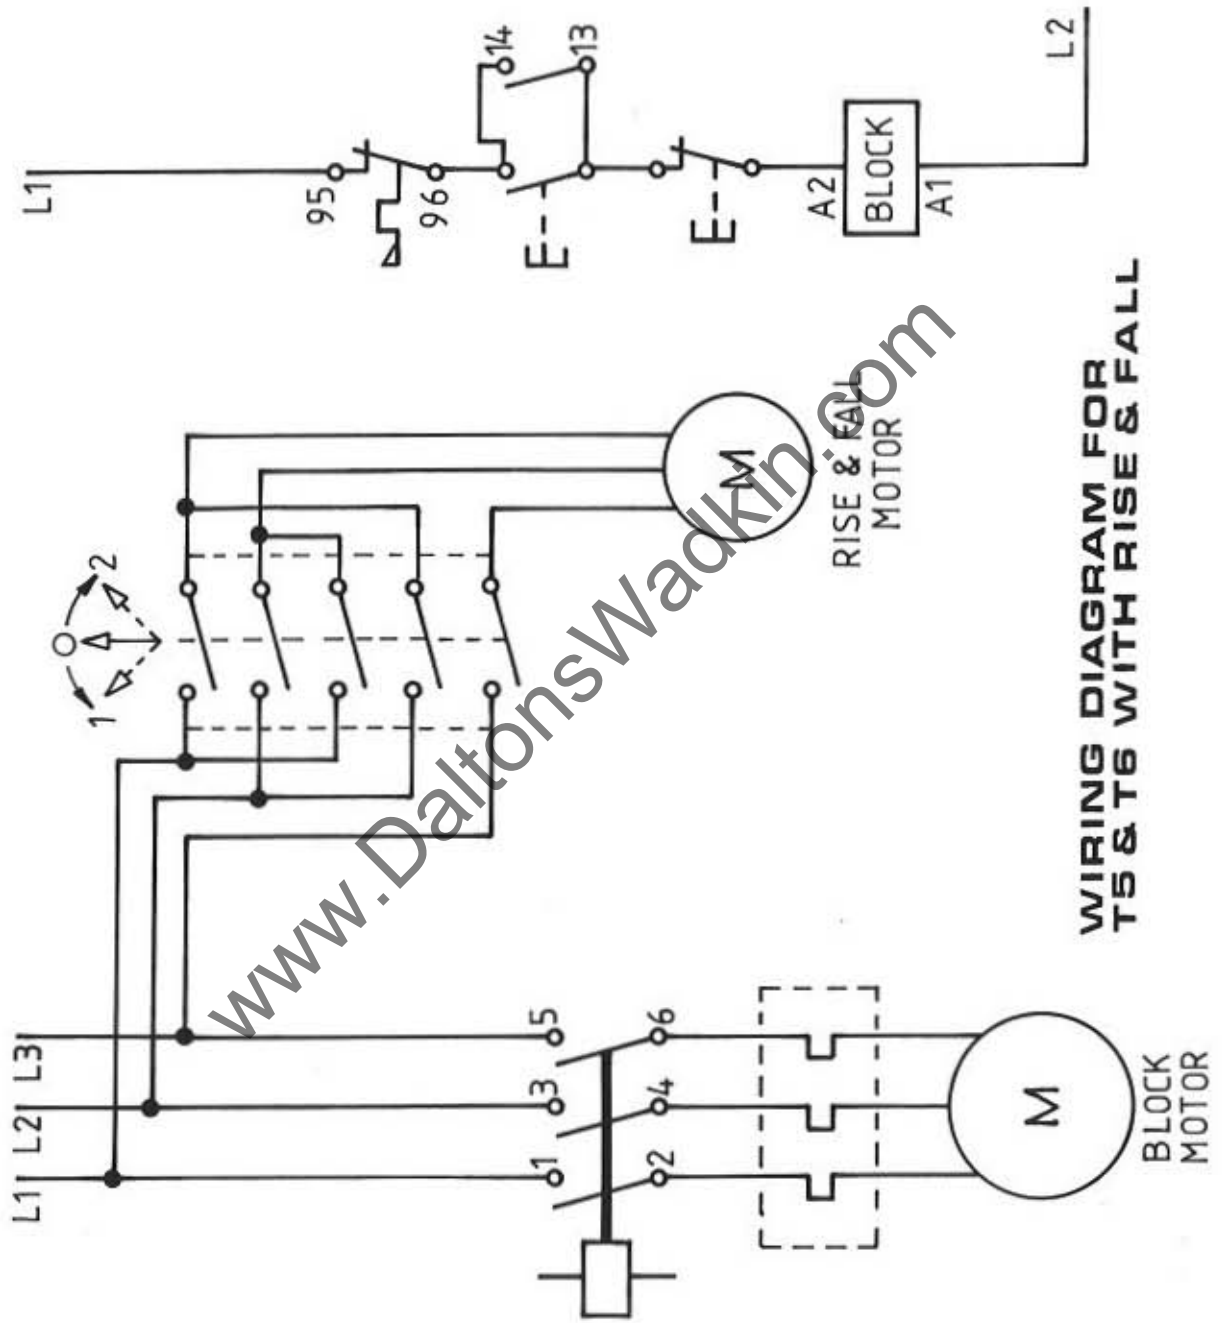 L1
L2
L3
1
3
5
2
4
6
M
BLOCK
MOTOR
1
2
M
RISE & FALL
MOTOR
L1
95
96
14
13
E
E
A2
BLOCK
A1
L2
WIRING DIAGRAM FOR
T5 & T6 WITH RISE & FALL
www.DaltonsWadkin.com